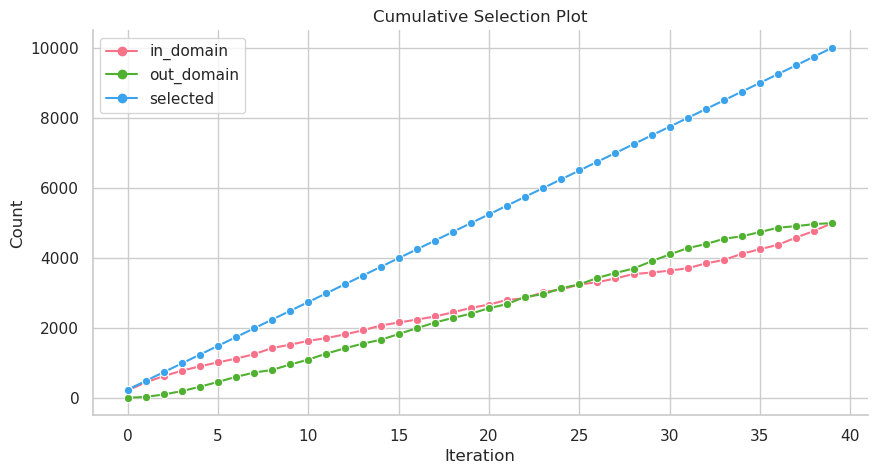 Cumulative Selection Plot
in_domain
out_domain
selected
Count
10000
8000
6000
4000
2000
0
0 5 10 15 20 25 30 35 40
Iteration